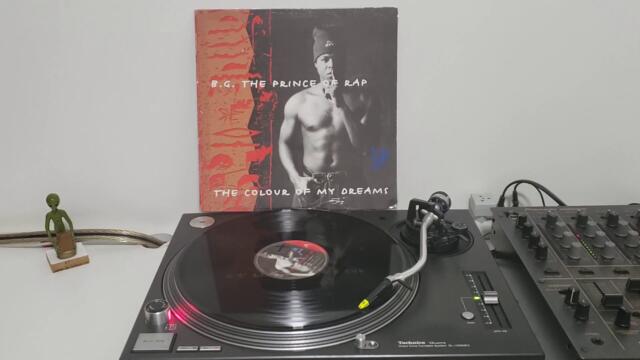 B.G. THE PRINCE OF RAP
THE COLOUR OF MY DREAMS
Technics